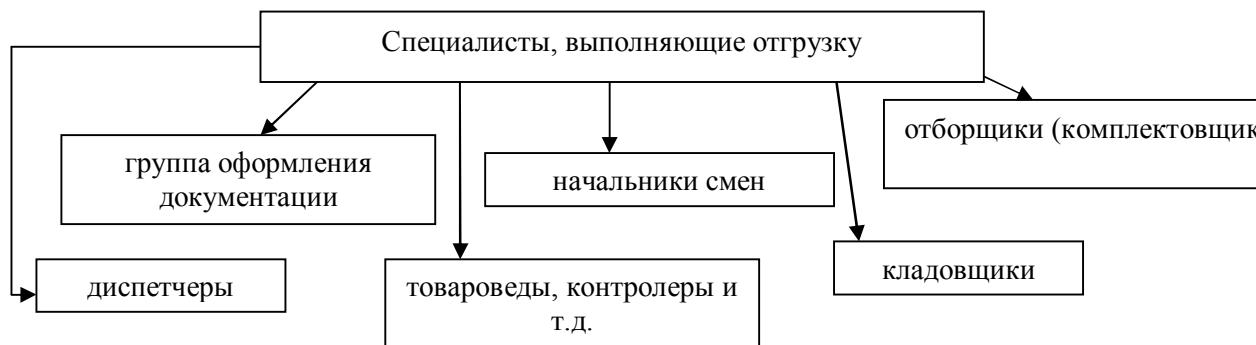 Специалисты, выполняющие отгрузку
отборщики (комплектовщик
группа оформления
документации
начальники смен
кладовщики
диспетчеры
товароведы, контролеры и
т.д.